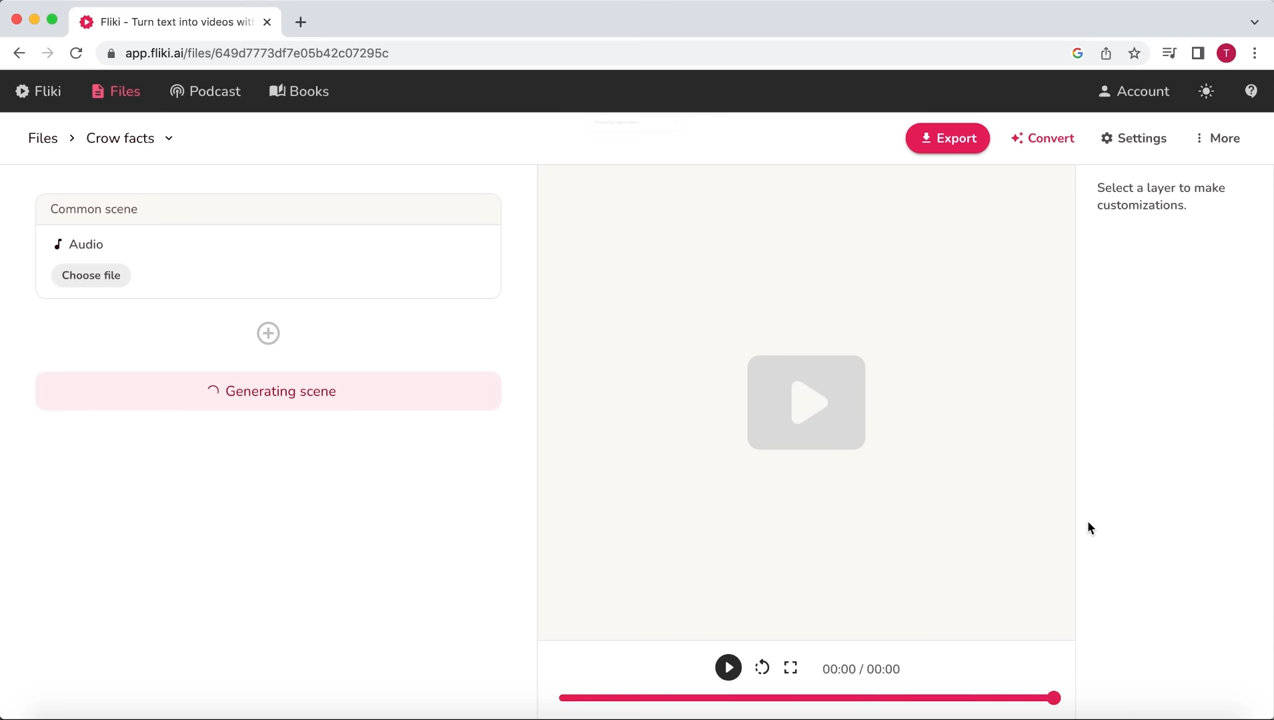 Fliki - Turn text into videos with
app.fliki.ai/files/649d7773df7e05b42c07295c
T
Fliki
Files
Podcast
Books
Account
Files > Crow facts
Export
Convert
Settings
More
Common scene
Audio
Choose file
Generating scene
Select a layer to make
customizations.
00:00 / 00:00